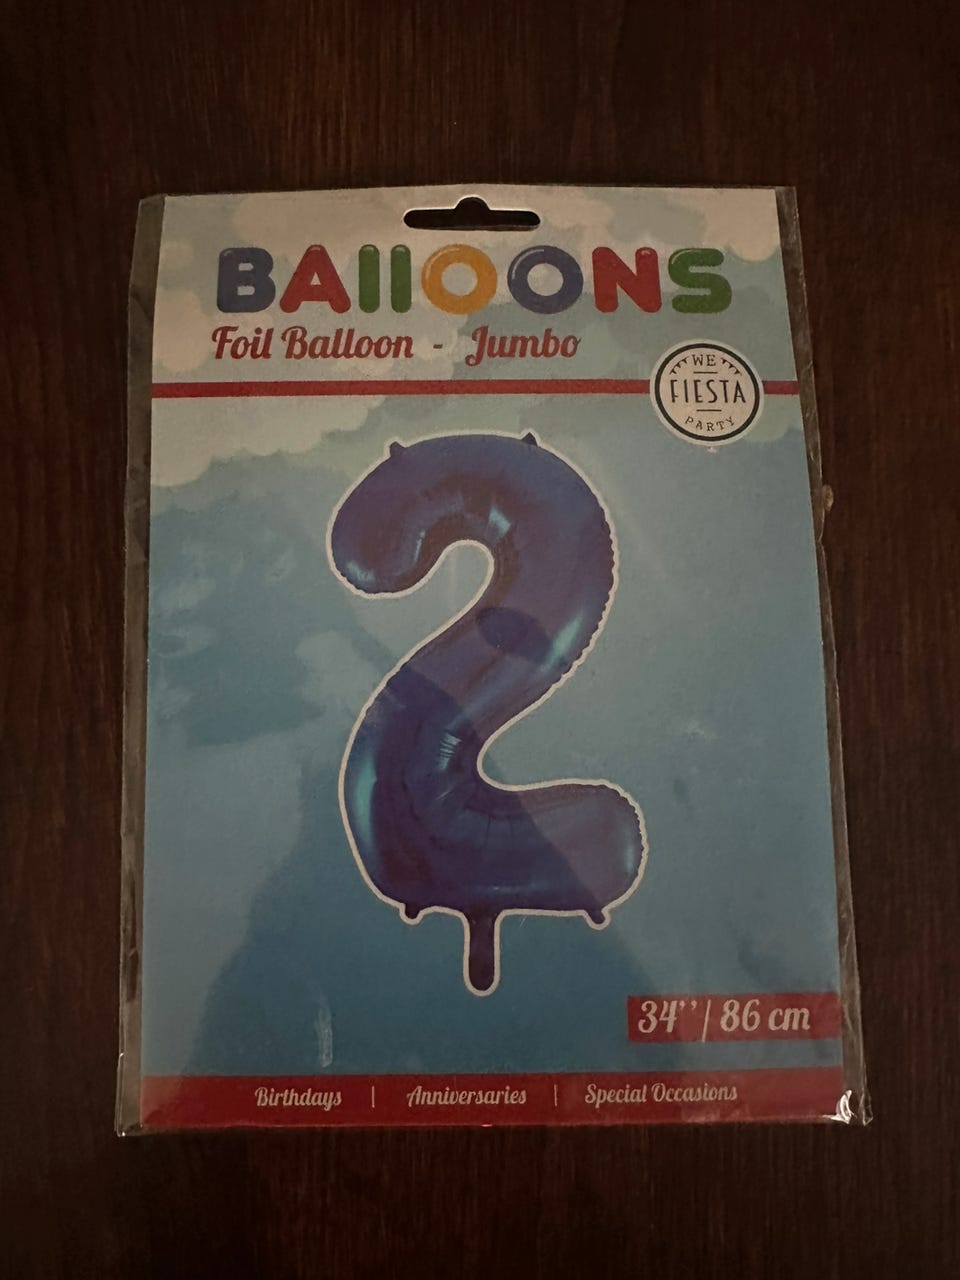 BAllOONS
Foil Balloon - Jumbo
WE
FIESTA
PARTY
2
34’’ / 86 cm
Birthdays | Anniversaries | Special Occasions